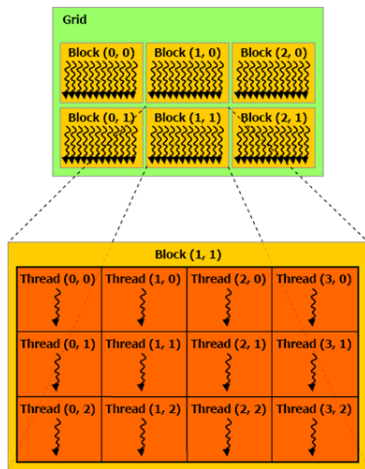 Grid
Block (0, 0) Block (1, 0) Block (2, 0)
Block (0, 1) Block (1, 1) Block (2, 1)
Block (1, 1)
Thread (0, 0) Thread (1, 0) Thread (2, 0) Thread (3, 0)
Thread (0, 1) Thread (1, 1) Thread (2, 1) Thread (3, 1)
Thread (0, 2) Thread (1, 2) Thread (2, 2) Thread (3, 2)